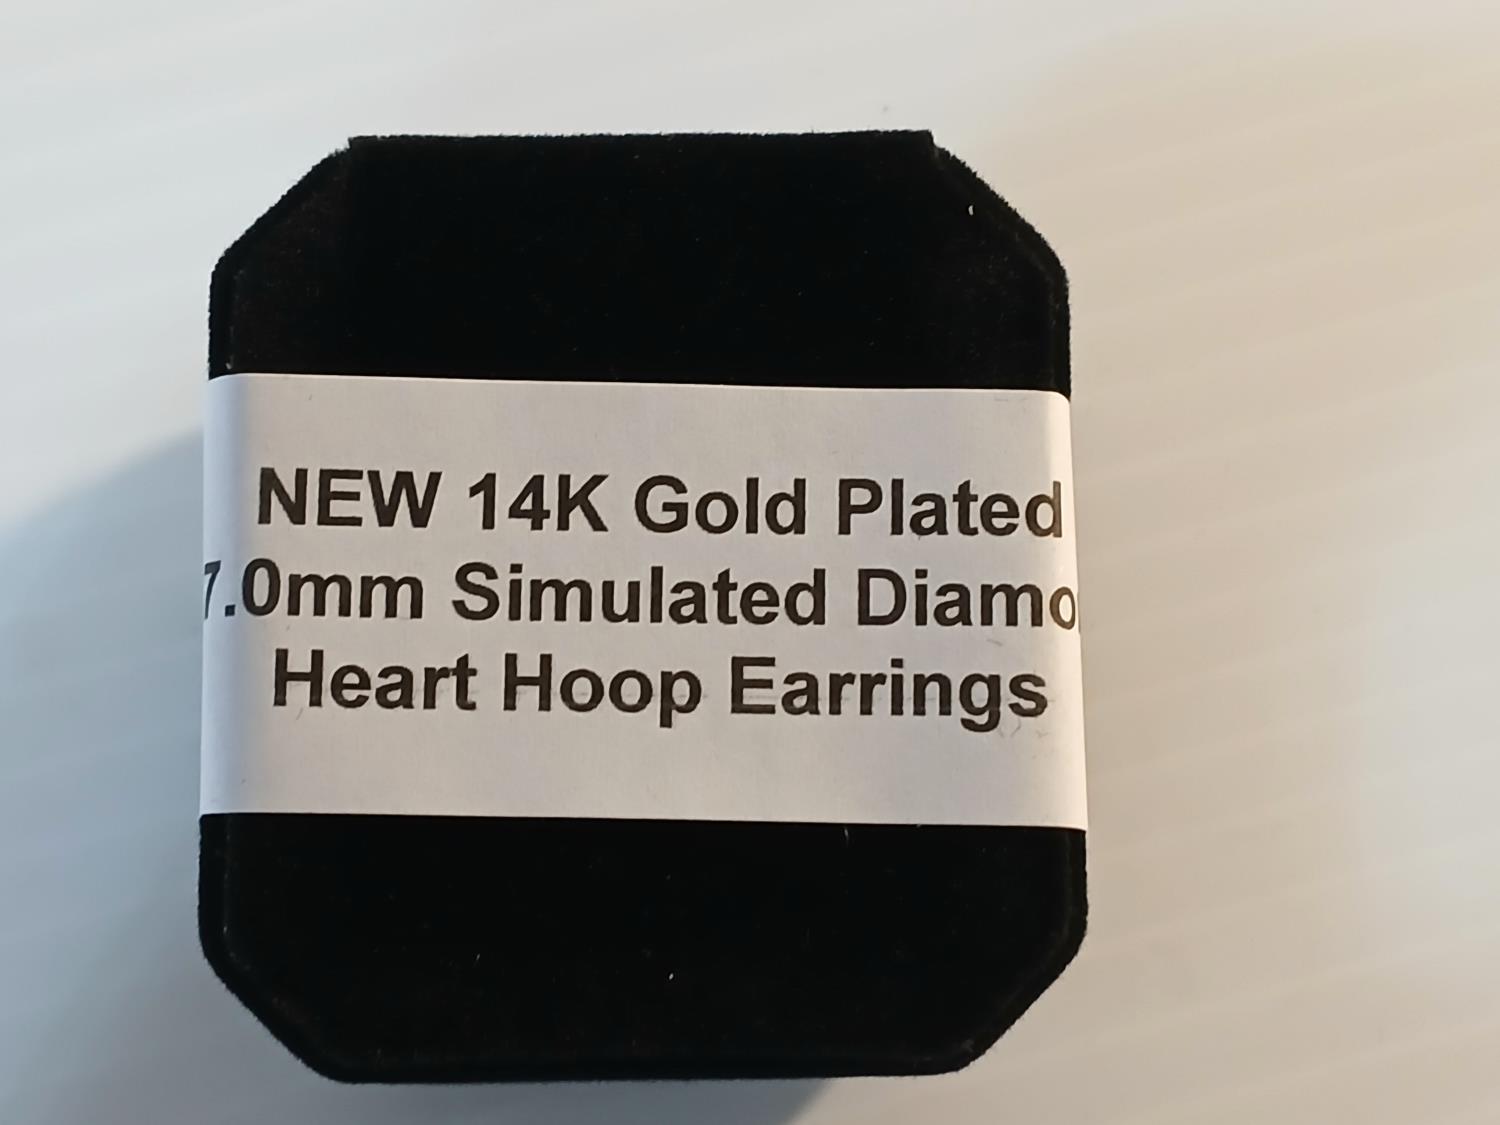 NEW 14K Gold Plated
7.0mm Simulated Diamo
Heart Hoop Earrings